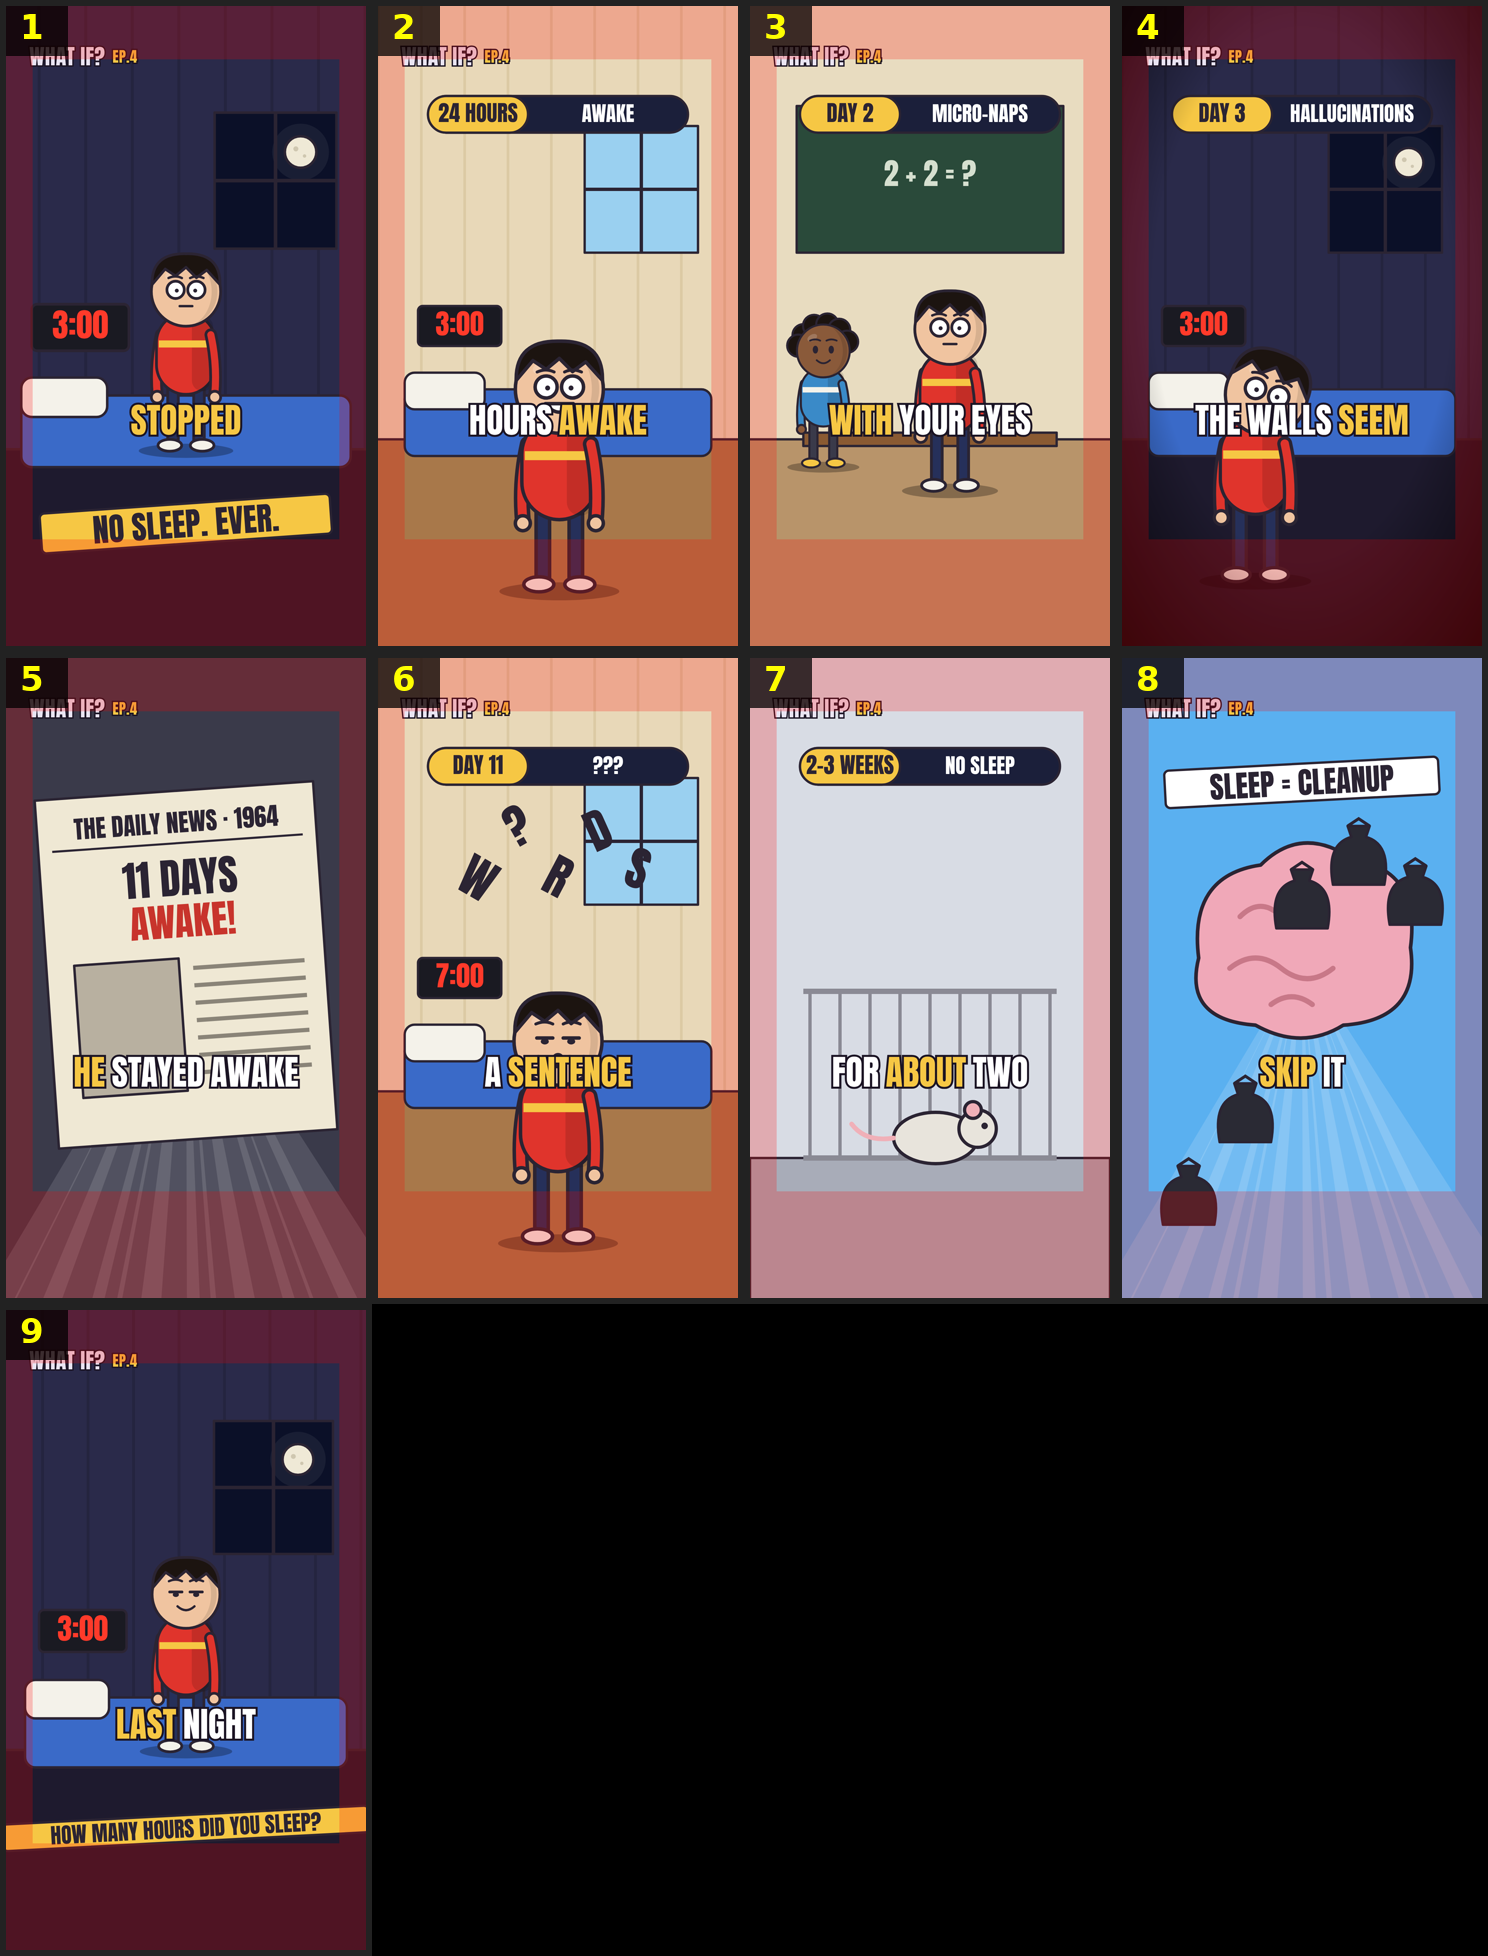 1
WHAT IF? EP.4
3:00
STOPPED
NO SLEEP. EVER.
2
WHAT IF? EP.4
24 HOURS AWAKE
3:00
HOURS AWAKE
3
WHAT IF? EP.4
DAY 2 MICRO-NAPS
2 + 2 = ?
WITH YOUR EYES
4
WHAT IF? EP.4
DAY 3 HALLUCINATIONS
3:00
THE WALLS SEEM
5
WHAT IF? EP.4
THE DAILY NEWS · 1964
11 DAYS
AWAKE!
HE STAYED AWAKE
6
WHAT IF? EP.4
DAY 11 ???
W ? R D S
7:00
A SENTENCE
7
WHAT IF? EP.4
2-3 WEEKS NO SLEEP
FOR ABOUT TWO
8
WHAT IF? EP.4
SLEEP = CLEANUP
SKIP IT
9
WHAT IF? EP.4
3:00
LAST NIGHT
HOW MANY HOURS DID YOU SLEEP?